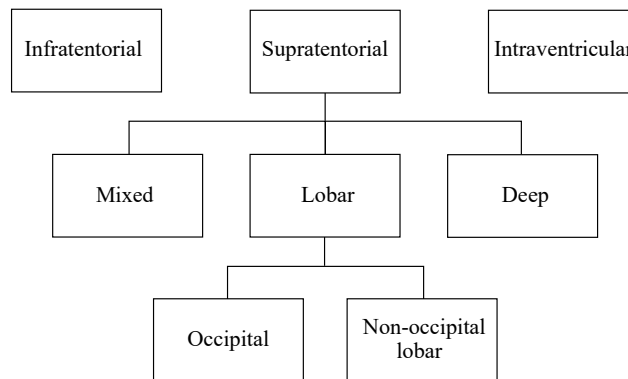 Infratentorial
Supratentorial
Intraventricular
Mixed
Lobar
Deep
Occipital
Non-occipital
lobar